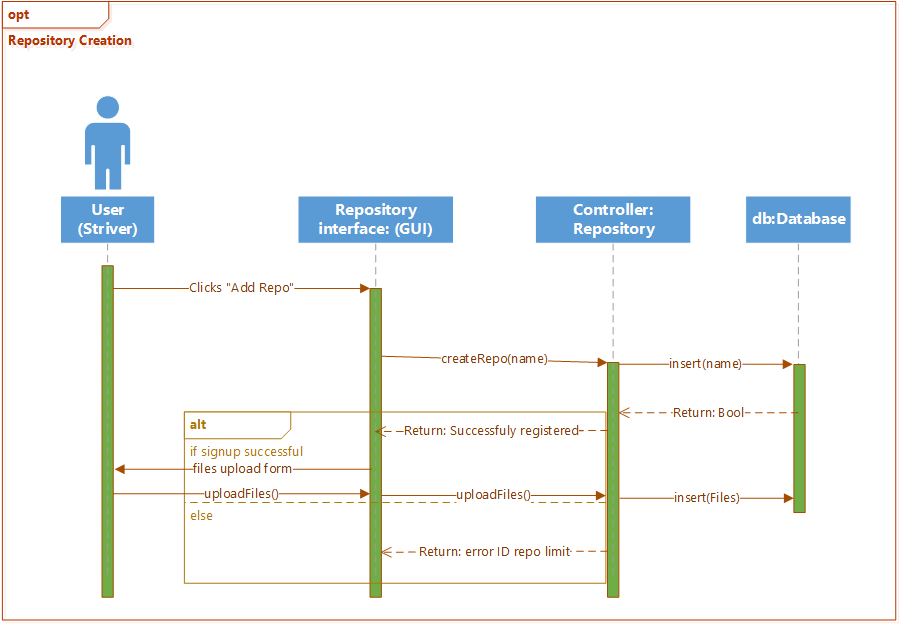 opt
Repository Creation
User
(Striver)
Repository
interface: (GUI)
Controller:
Repository
db:Database
Clicks "Add Repo"
createRepo(name)
insert(name)
Return: Bool
alt
Return: Successfuly registered
if signup successful
files upload form
uploadFiles()
uploadFiles()
insert(Files)
else
Return: error ID repo limit